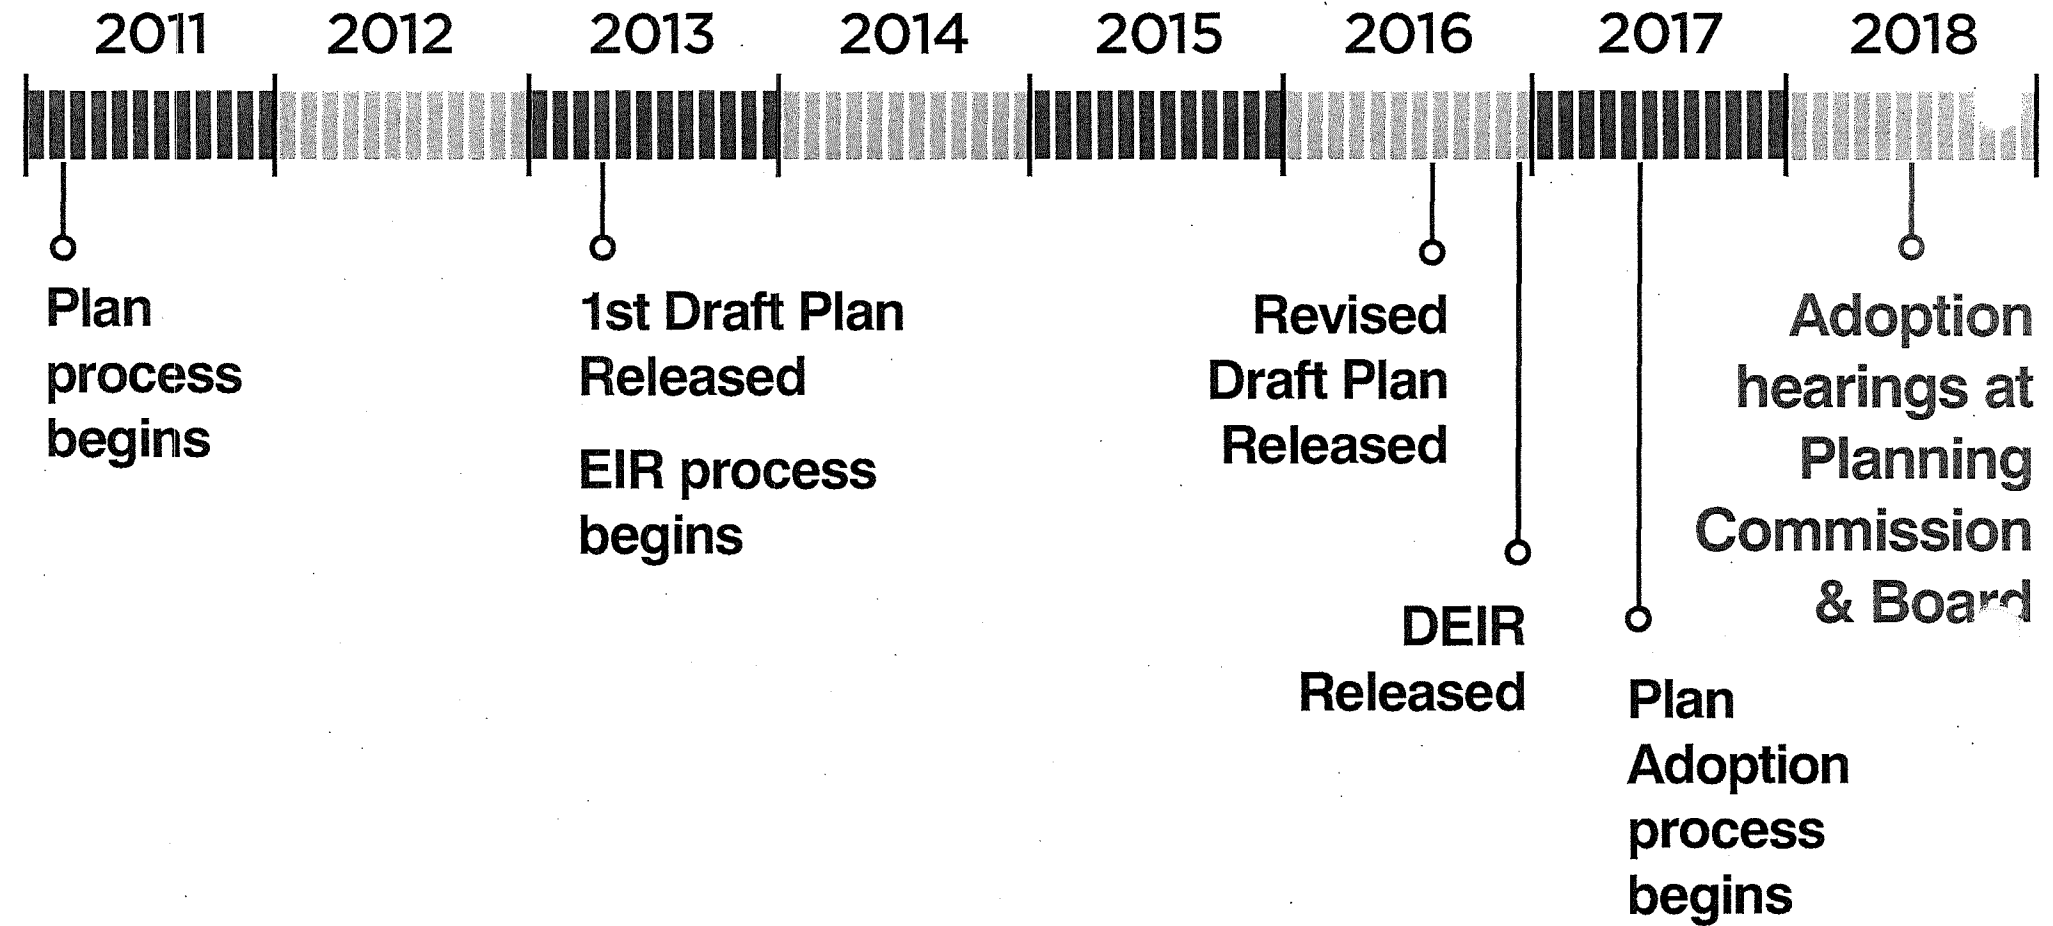 2011 2012 2013 2014 2015 2016 2017 2018
Plan
process
begins
1st Draft Plan
Released
EIR process
begins
Revised
Draft Plan
Released
DEIR
Released
Plan
Adoption
process
begins
Adoption
hearings at
Planning
Commission
& Board